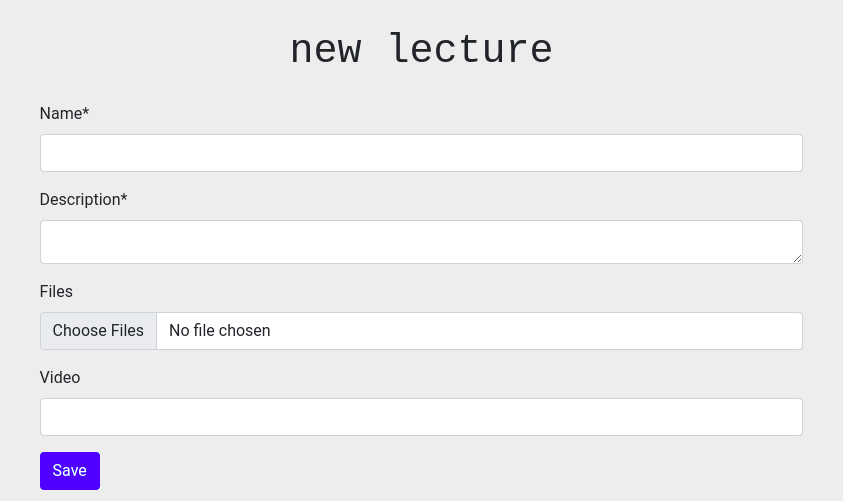 new lecture
Name*
Description*
Files
Choose Files No file chosen
Video
Save